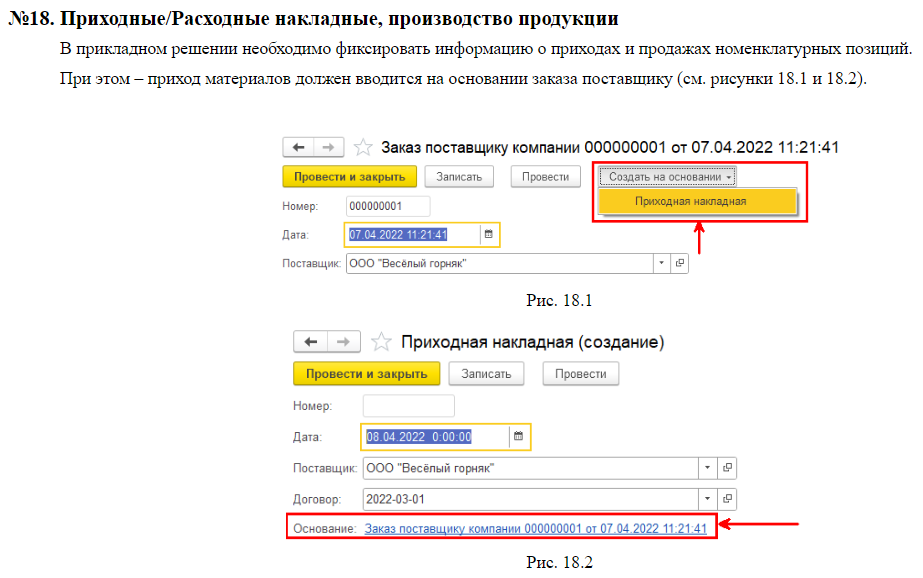 №18. Приходные/Расходные накладные, производство продукции
В прикладном решении необходимо фиксировать информацию о приходах и продажах номенклатурных позиций.
При этом – приход материалов должен вводится на основании заказа поставщику (см. рисунки 18.1 и 18.2).
Заказ поставщику компании 000000001 от 07.04.2022 11:21:41
Провести и закрыть Записать Провести Создать на основании
Приходная накладная
Номер: 000000001
Дата: 07.04.2022 11:21:41
Поставщик: ООО "Весёлый горняк"
Рис. 18.1
Приходная накладная (создание)
Провести и закрыть Записать Провести
Номер:
Дата: 08.04.2022 0:00:00
Поставщик: ООО "Весёлый горняк"
Договор: 2022-03-01
Основание: Заказ поставщику компании 000000001 от 07.04.2022 11:21:41
Рис. 18.2